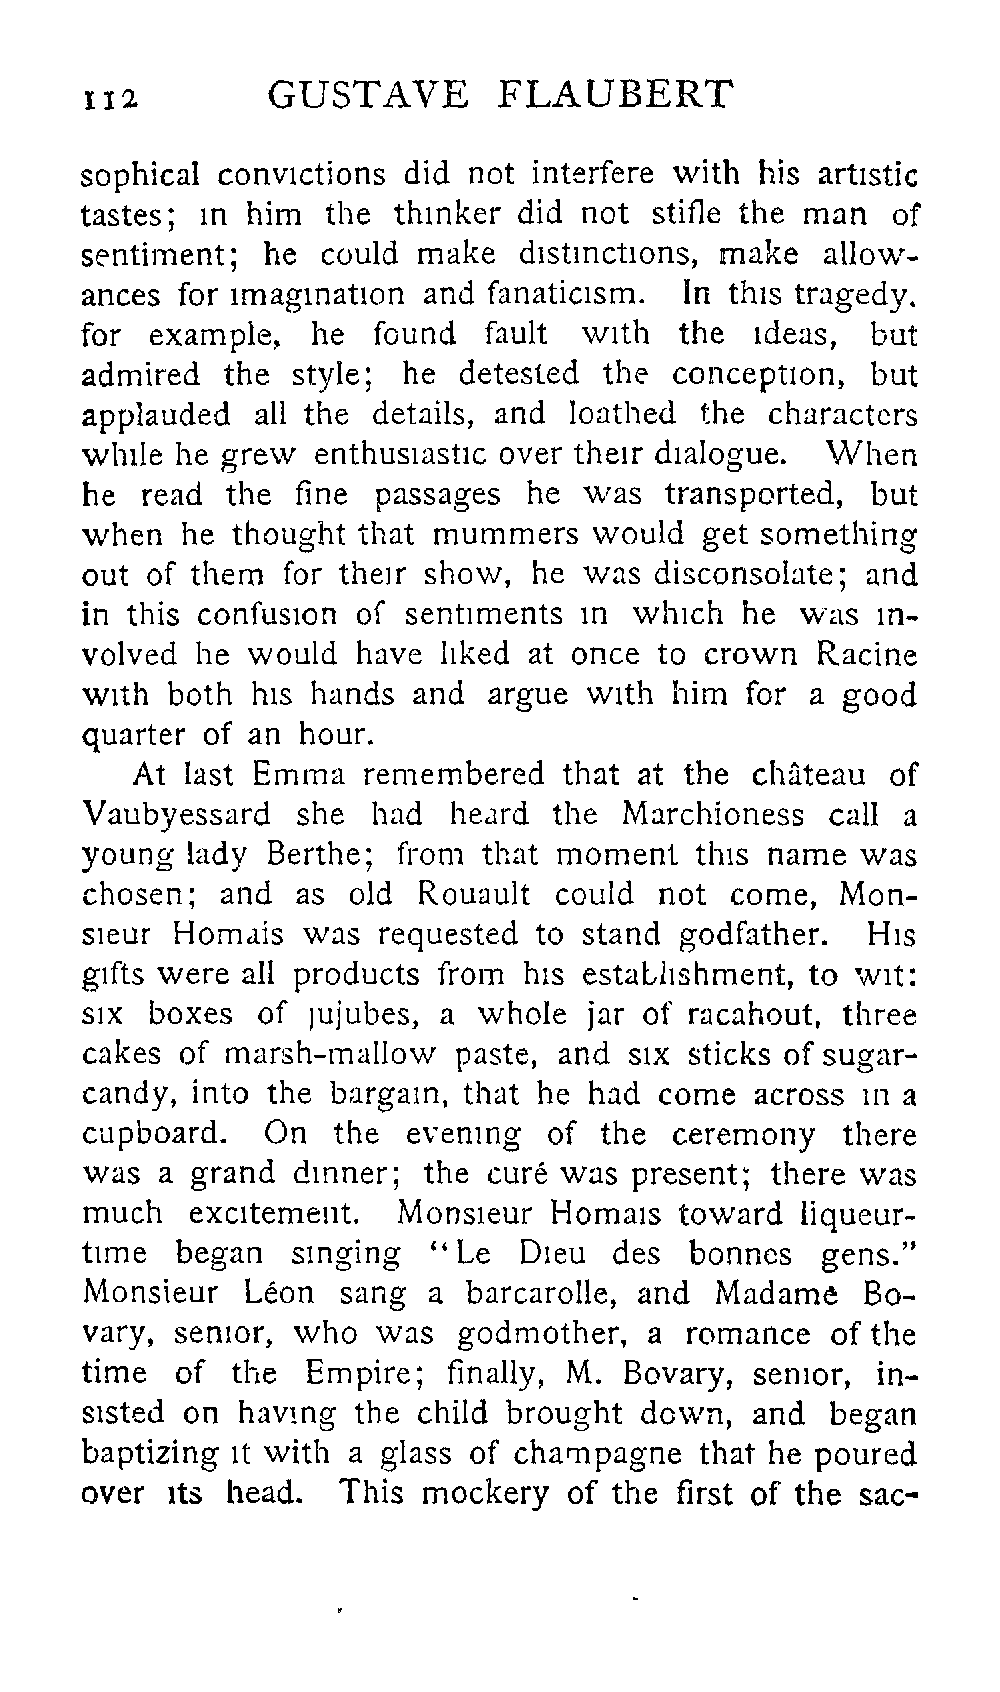 112 GUSTAVE FLAUBERT
sophical convictions did not interfere with his artistic
tastes; in him the thinker did not stifle the man of
sentiment; he could make distinctions, make allow-
ances for imagination and fanaticism. In this tragedy,
for example, he found fault with the ideas, but
admired the style; he detested the conception, but
applauded all the details, and loathed the characters
while he grew enthusiastic over their dialogue. When
he read the fine passages he was transported, but
when he thought that mummers would get something
out of them for their show, he was disconsolate; and
in this confusion of sentiments in which he was in-
volved he would have liked at once to crown Racine
with both his hands and argue with him for a good
quarter of an hour.
At last Emma remembered that at the château of
Vaubyessard she had heard the Marchioness call a
young lady Berthe; from that moment this name was
chosen; and as old Rouault could not come, Mon-
sieur Homais was requested to stand godfather. His
gifts were all products from his establishment, to wit:
six boxes of jujubes, a whole jar of racahout, three
cakes of marsh-mallow paste, and six sticks of sugar-
candy, into the bargain, that he had come across in a
cupboard. On the evening of the ceremony there
was a grand dinner; the curé was present; there was
much excitement. Monsieur Homais toward liqueur-
time began singing "Le Dieu des bonnes gens."
Monsieur Léon sang a barcarolle, and Madame Bo-
vary, senior, who was godmother, a romance of the
time of the Empire; finally, M. Bovary, senior, in-
sisted on having the child brought down, and began
baptizing it with a glass of champagne that he poured
over its head. This mockery of the first of the sac-